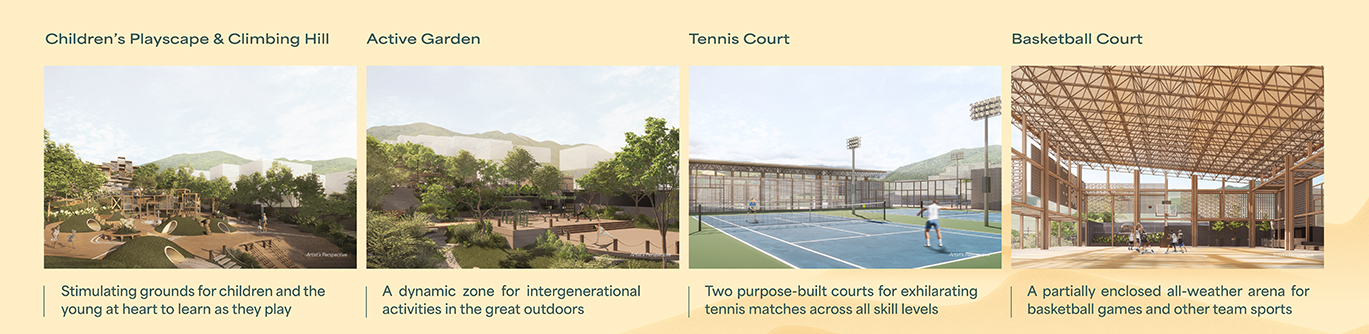 Children's Playscape & Climbing Hill
Active Garden
Tennis Court
Basketball Court
Artist's Perspective
Artist's Perspective
Artist's Perspective
Artist's Perspective
Stimulating grounds for children and the
young at heart to learn as they play
A dynamic zone for intergenerational
activities in the great outdoors
Two purpose-built courts for exhilarating
tennis matches across all skill levels
A partially enclosed all-weather arena for
basketball games and other team sports